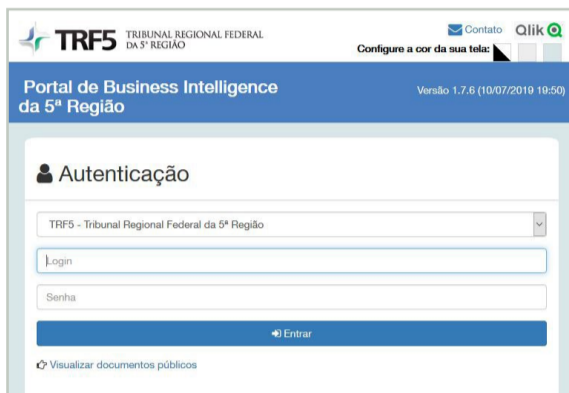 TRF5 TRIBUNAL REGIONAL FEDERAL
DA 5ª REGIÃO
Contato Qlik
Configure a cor da sua tela:
Portal de Business Intelligence
da 5ª Região
Versão 1.7.6 (10/07/2019 19:50)
Autenticação
TRF5 - Tribunal Regional Federal da 5ª Região
Login
Senha
Entrar
Visualizar documentos públicos